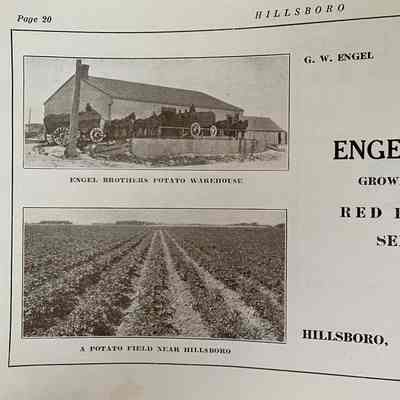 Page 20
HILLSBORO
G. W. ENGEL
ENGEL BROTHERS POTATO WAREHOUSE
ENGE
GROW
RED
SE
A POTATO FIELD NEAR HILLSBORO
HILLSBORO,